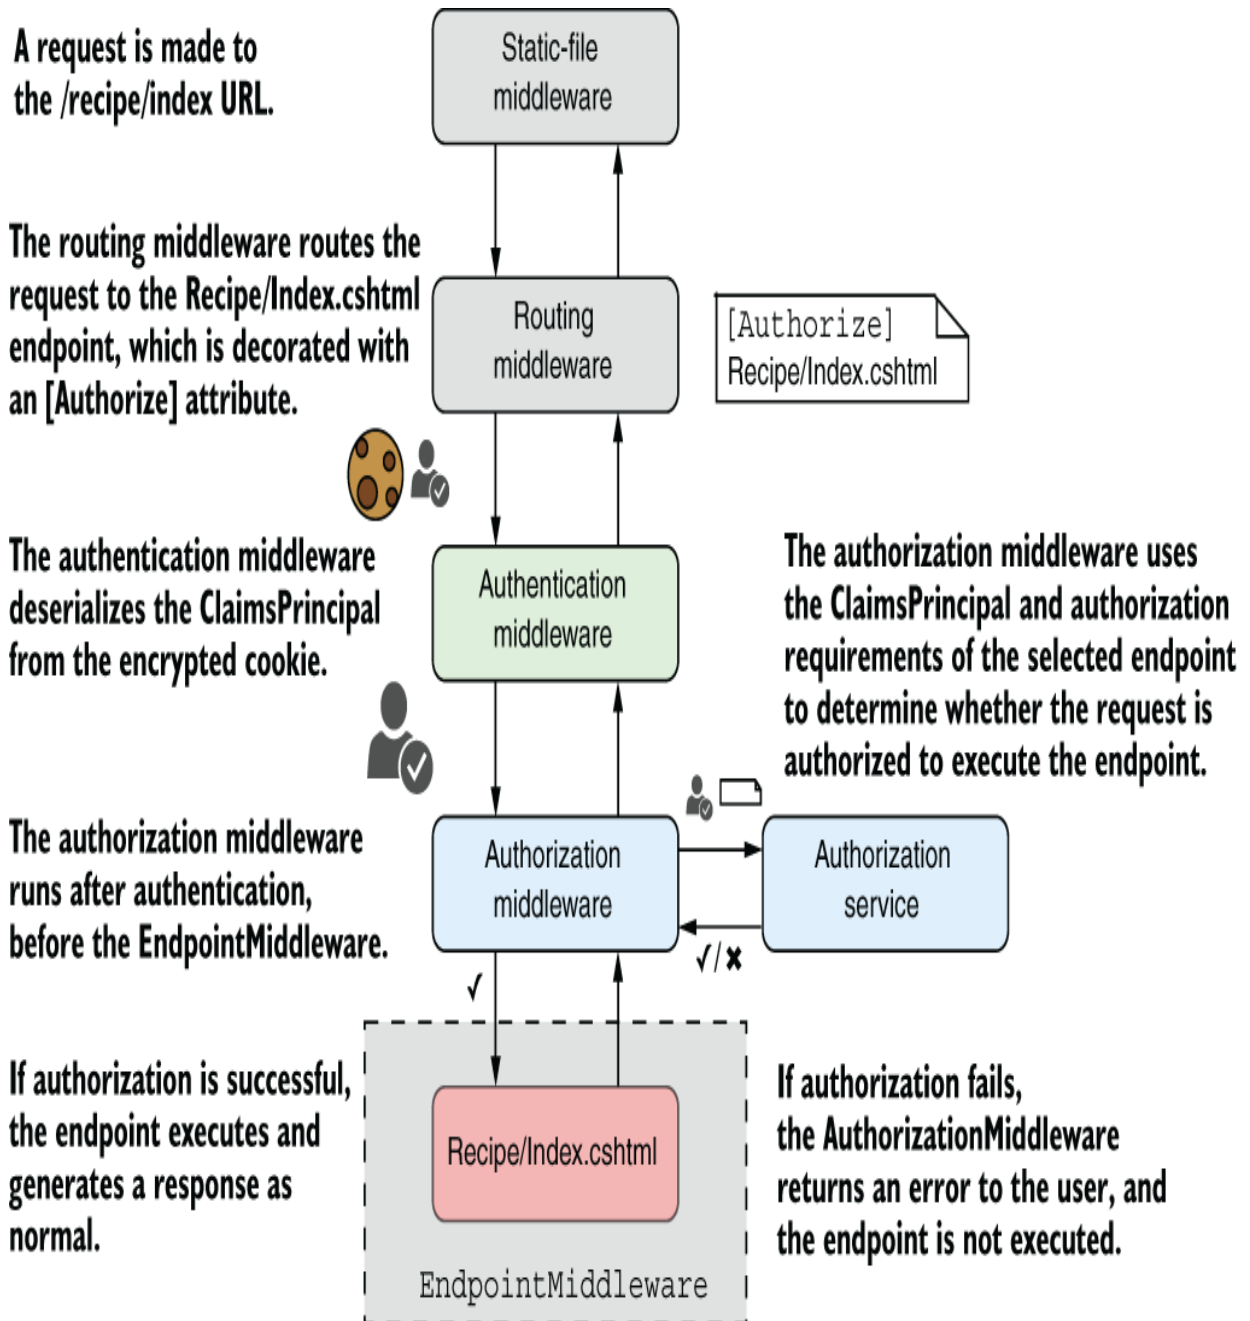 A request is made to
the /recipe/index URL.
Static-file
middleware
The routing middleware routes the
request to the Recipe/Index.cshtml
endpoint, which is decorated with
an [Authorize] attribute.
Routing
middleware
[Authorize]
Recipe/Index.cshtml
The authentication middleware
deserializes the ClaimsPrincipal
from the encrypted cookie.
Authentication
middleware
The authorization middleware uses
the ClaimsPrincipal and authorization
requirements of the selected endpoint
to determine whether the request is
authorized to execute the endpoint.
The authorization middleware
runs after authentication,
before the EndpointMiddleware.
Authorization
middleware
Authorization
service
✓/✖
✓
If authorization is successful,
the endpoint executes and
generates a response as
normal.
Recipe/Index.cshtml
EndpointMiddleware
If authorization fails,
the AuthorizationMiddleware
returns an error to the user, and
the endpoint is not executed.